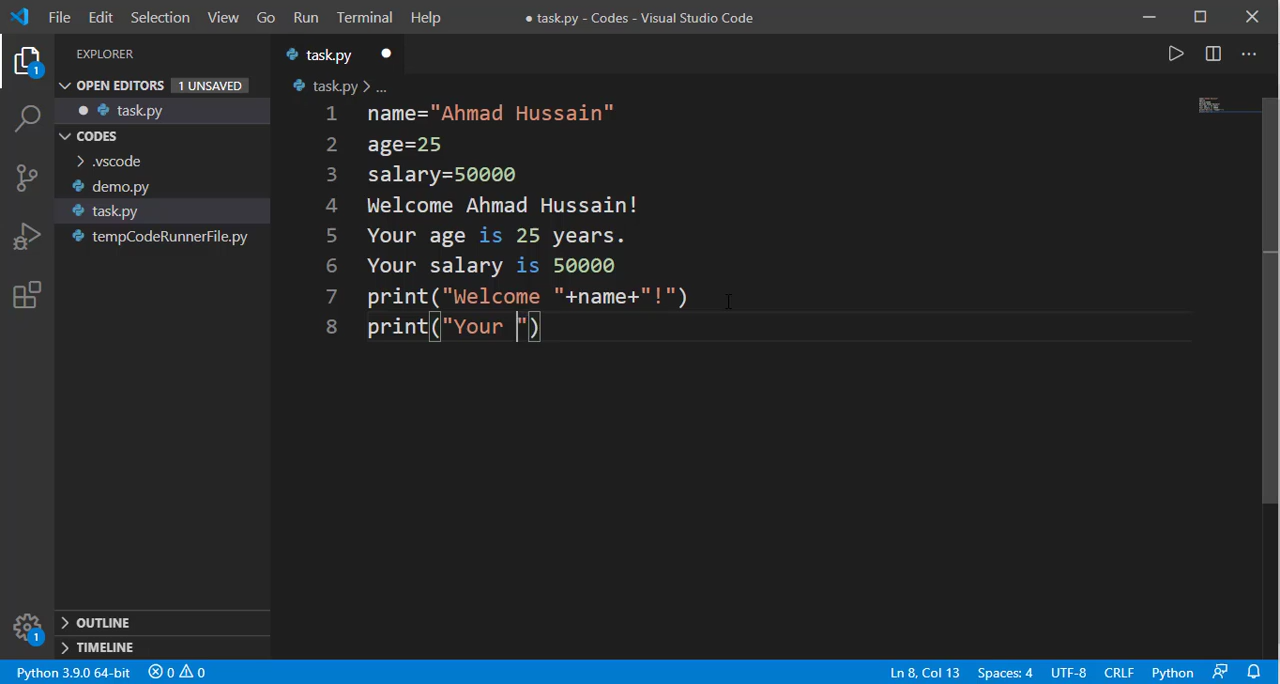 File Edit Selection View Go Run Terminal Help ● task.py - Codes - Visual Studio Code
EXPLORER
OPEN EDITORS 1 UNSAVED
● task.py
CODES
.vscode
demo.py
task.py
tempCodeRunnerFile.py
OUTLINE
TIMELINE
1
1
task.py ●
task.py > ...
1 name="Ahmad Hussain"
2 age=25
3 salary=50000
4 Welcome Ahmad Hussain!
5 Your age is 25 years.
6 Your salary is 50000
7 print("Welcome "+name+"!")
8 print("Your ")
Python 3.9.0 64-bit 0 0 Ln 8, Col 13 Spaces: 4 UTF-8 CRLF Python